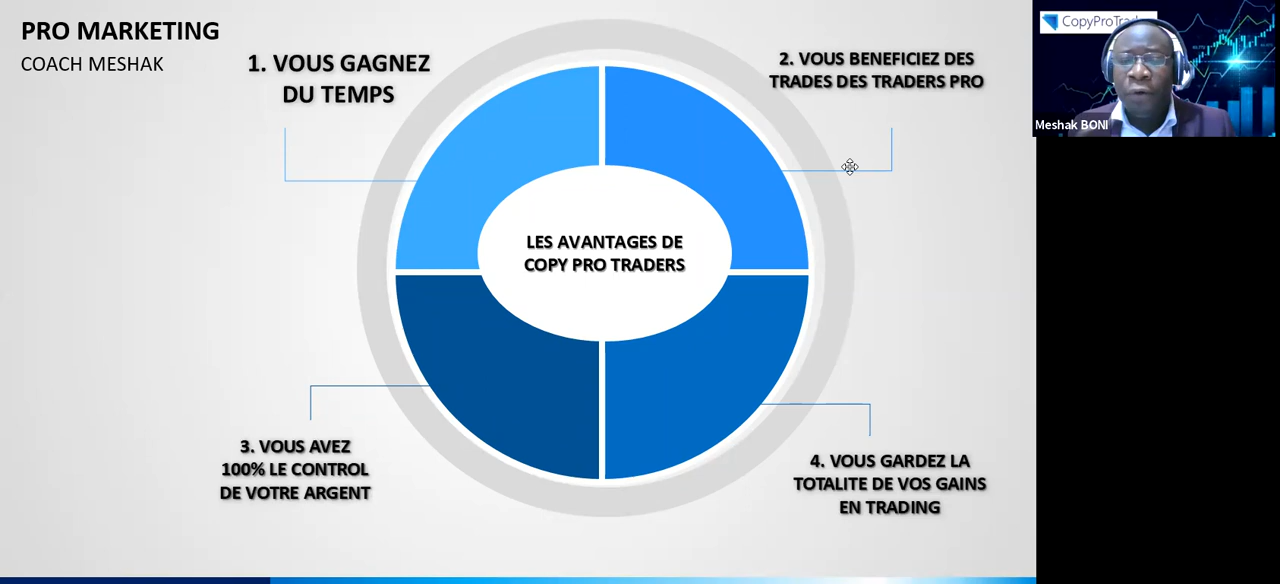 PRO MARKETING
COACH MESHAK
1. VOUS GAGNEZ
DU TEMPS
2. VOUS BENEFICIEZ DES
TRADES DES TRADERS PRO
LES AVANTAGES DE
COPY PRO TRADERS
3. VOUS AVEZ
100% LE CONTROL
DE VOTRE ARGENT
4. VOUS GARDEZ LA
TOTALITE DE VOS GAINS
EN TRADING
Meshak BONI